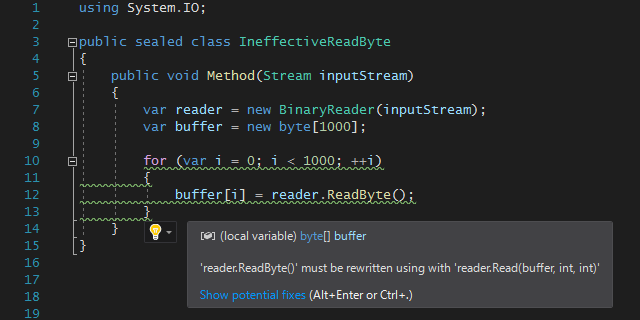 1 using System.IO;
2
3 public sealed class IneffectiveReadByte
4 {
5 public void Method(Stream inputStream)
6 {
7 var reader = new BinaryReader(inputStream);
8 var buffer = new byte[1000];
9
10 for (var i = 0; i < 1000; ++i)
11 {
12 buffer[i] = reader.ReadByte();
13 }
14 }
15 }
16
17
18
19
(local variable) byte[] buffer
'reader.ReadByte()' must be rewritten using with 'reader.Read(buffer, int, int)'
Show potential fixes (Alt+Enter or Ctrl+.)